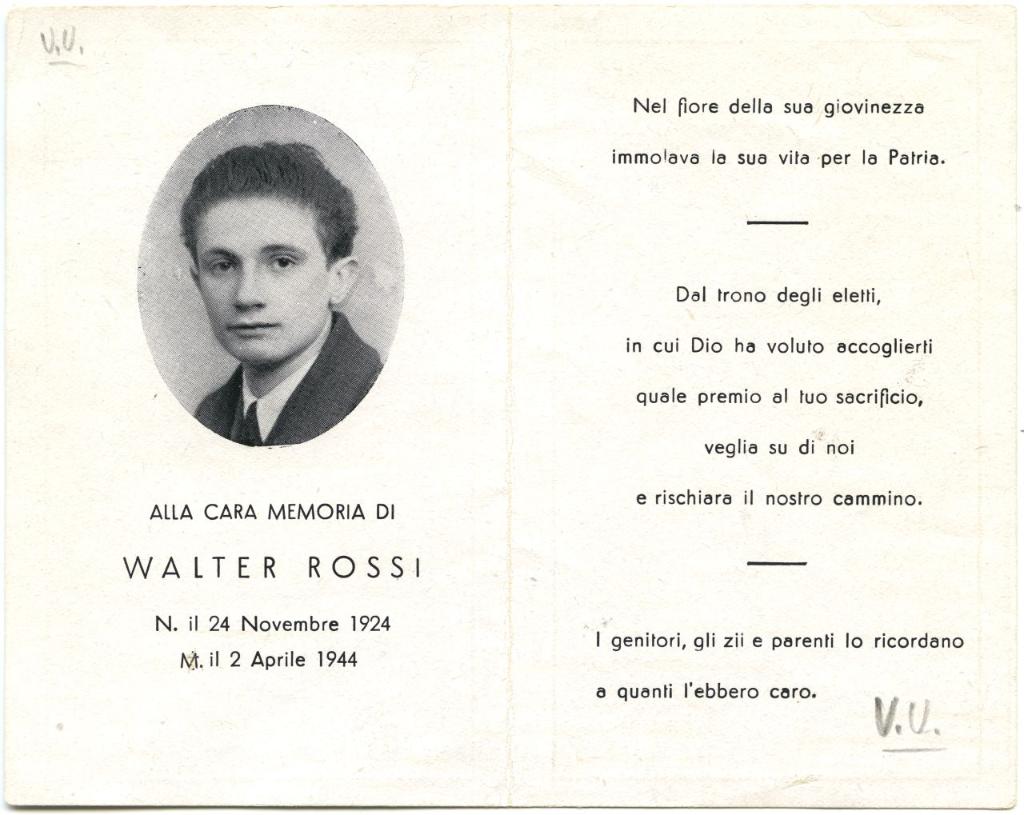 V.V.
ALLA CARA MEMORIA DI
WALTER ROSSI
N. il 24 Novembre 1924
M. il 2 Aprile 1944
Nel fiore della sua giovinezza
immolava la sua vita per la Patria.
Dal trono degli eletti,
in cui Dio ha voluto accoglierti
quale premio al tuo sacrificio,
veglia su di noi
e rischiara il nostro cammino.
I genitori, gli zii e parenti lo ricordano
a quanti l'ebbero caro.
V.V.